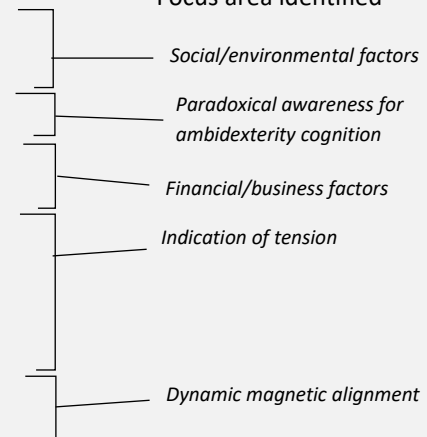 Focus area identified
Social/environmental factors
Paradoxical awareness for
ambidexterity cognition
Financial/business factors
Indication of tension
Dynamic magnetic alignment